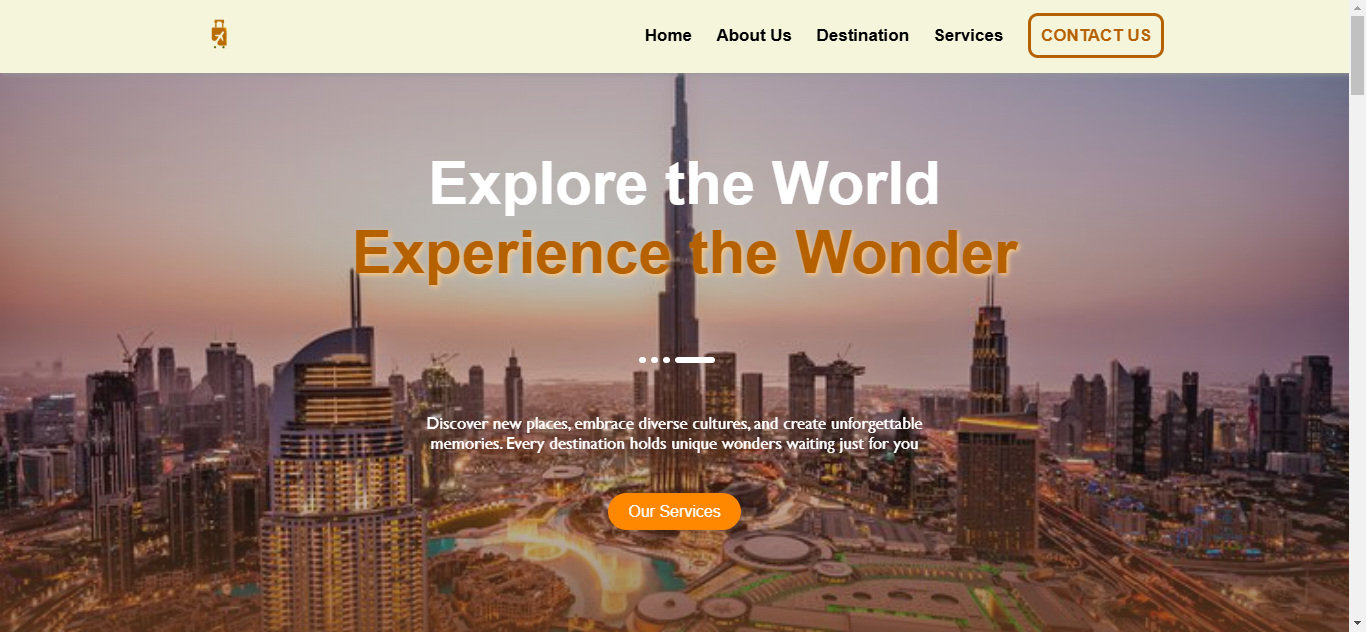 Home About Us Destination Services CONTACT US
Explore the World
Experience the Wonder
Discover new places, embrace diverse cultures, and create unforgettable
memories. Every destination holds unique wonders waiting just for you
Our Services